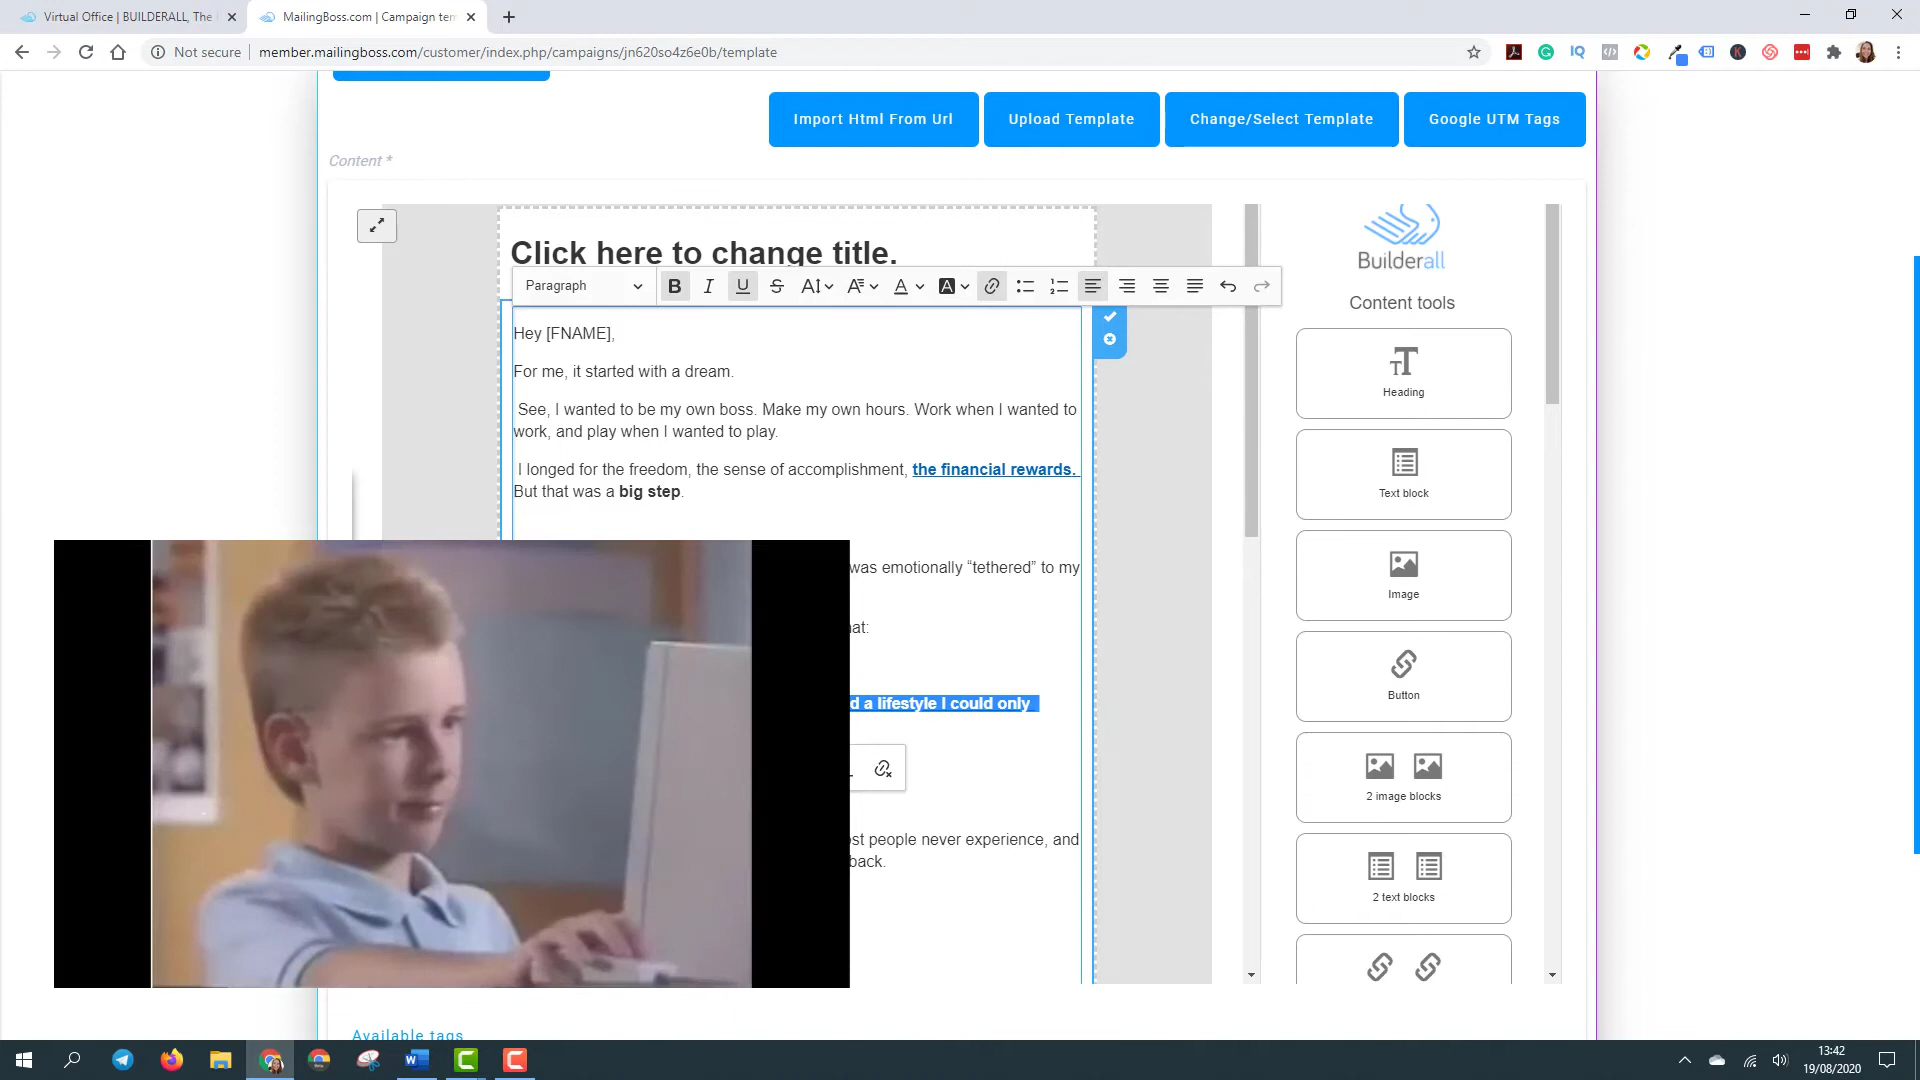 Virtual Office | BUILDERALL, The
MailingBoss.com | Campaign tem
Not secure
member.mailingboss.com/customer/index.php/campaigns/jn620so4z6e0b/template
Import Html From Url
Upload Template
Change/Select Template
Google UTM Tags
Content *
Click here to change title.
Paragraph
Hey [FNAME],
For me, it started with a dream.
See, I wanted to be my own boss. Make my own hours. Work when I wanted to
work, and play when I wanted to play.
I longed for the freedom, the sense of accomplishment, the financial rewards.
But that was a big step.
was emotionally “tethered” to my
hat:
d a lifestyle I could only
ost people never experience, and
back.
Builderall
Content tools
Heading
Text block
Image
Button
2 image blocks
2 text blocks
Available tags
13:42
19/08/2020